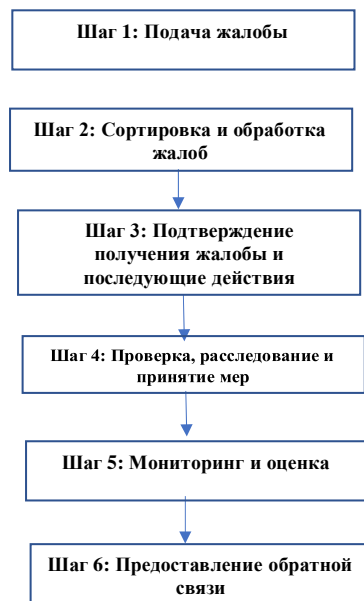 Шаг 1: Подача жалобы
Шаг 2: Сортировка и обработка
жалоб
Шаг 3: Подтверждение
получения жалобы и
последующие действия
Шаг 4: Проверка, расследование и
принятие мер
Шаг 5: Мониторинг и оценка
Шаг 6: Предоставление обратной
связи